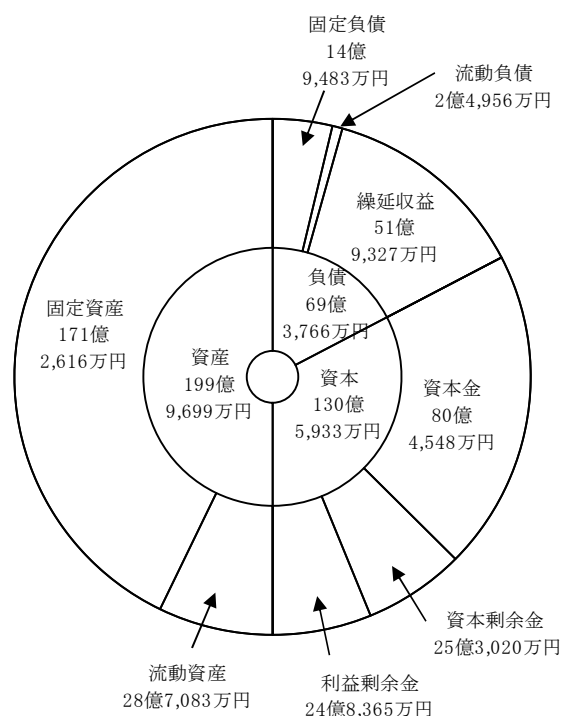 固定負債
14億
9,483万円
流動負債
2億4,956万円
繰延収益
51億
9,327万円
負債
69億
3,766万円
固定資産
171億
2,616万円
資産
199億
9,699万円
資本
130億
5,933万円
資本金
80億
4,548万円
資本剰余金
25億3,020万円
流動資産
28億7,083万円
利益剰余金
24億8,365万円